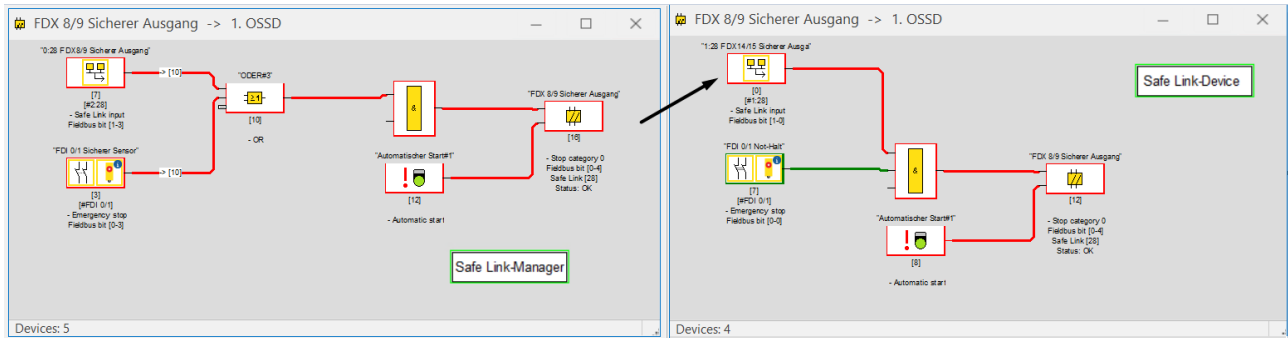 FDX 8/9 Sicherer Ausgang -> 1. OSSD
"0:28 FDX8/9 Sicherer Ausgang"
-> [10]
[7]
[#2:28]
- Safe Link input
Fieldbus bit [1-3]
"ODER#3"
≥1
[10]
- OR
"FDI 0/1 Sicherer Sensor"
-> [10]
[3]
[#FDI 0/1]
- Emergency stop
Fieldbus bit [0-3]
&
"Automatischer Start#1"
[12]
- Automatic start
"FDX 8/9 Sicherer Ausgang"
[16]
- Stop category 0
Fieldbus bit [0-4]
Safe Link [28]
Status: OK
Safe Link-Manager
Devices: 5
FDX 8/9 Sicherer Ausgang -> 1. OSSD
"1:28 FDX14/15 Sicherer Ausga"
[0]
[#1:28]
- Safe Link input
Fieldbus bit [1-0]
Safe Link-Device
"FDI 0/1 Not-Halt"
[7]
[#FDI 0/1]
- Emergency stop
Fieldbus bit [0-0]
&
"Automatischer Start#1"
[8]
- Automatic start
"FDX 8/9 Sicherer Ausgang"
[12]
- Stop category 0
Fieldbus bit [0-4]
Safe Link [28]
Status: OK
Devices: 4